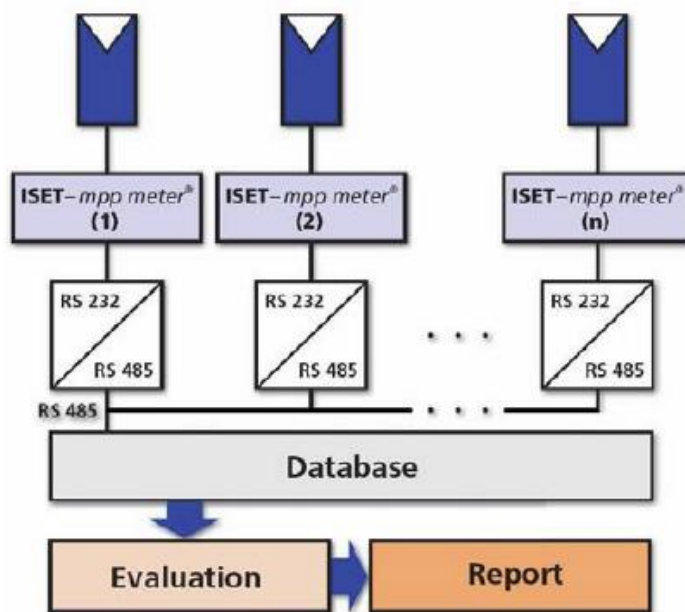 ISET–mpp meter®
(1)
ISET–mpp meter®
(2)
ISET–mpp meter®
(n)
RS 232
RS 485
RS 232
RS 485
. . .
RS 232
RS 485
RS 485
. . .
Database
Evaluation
Report